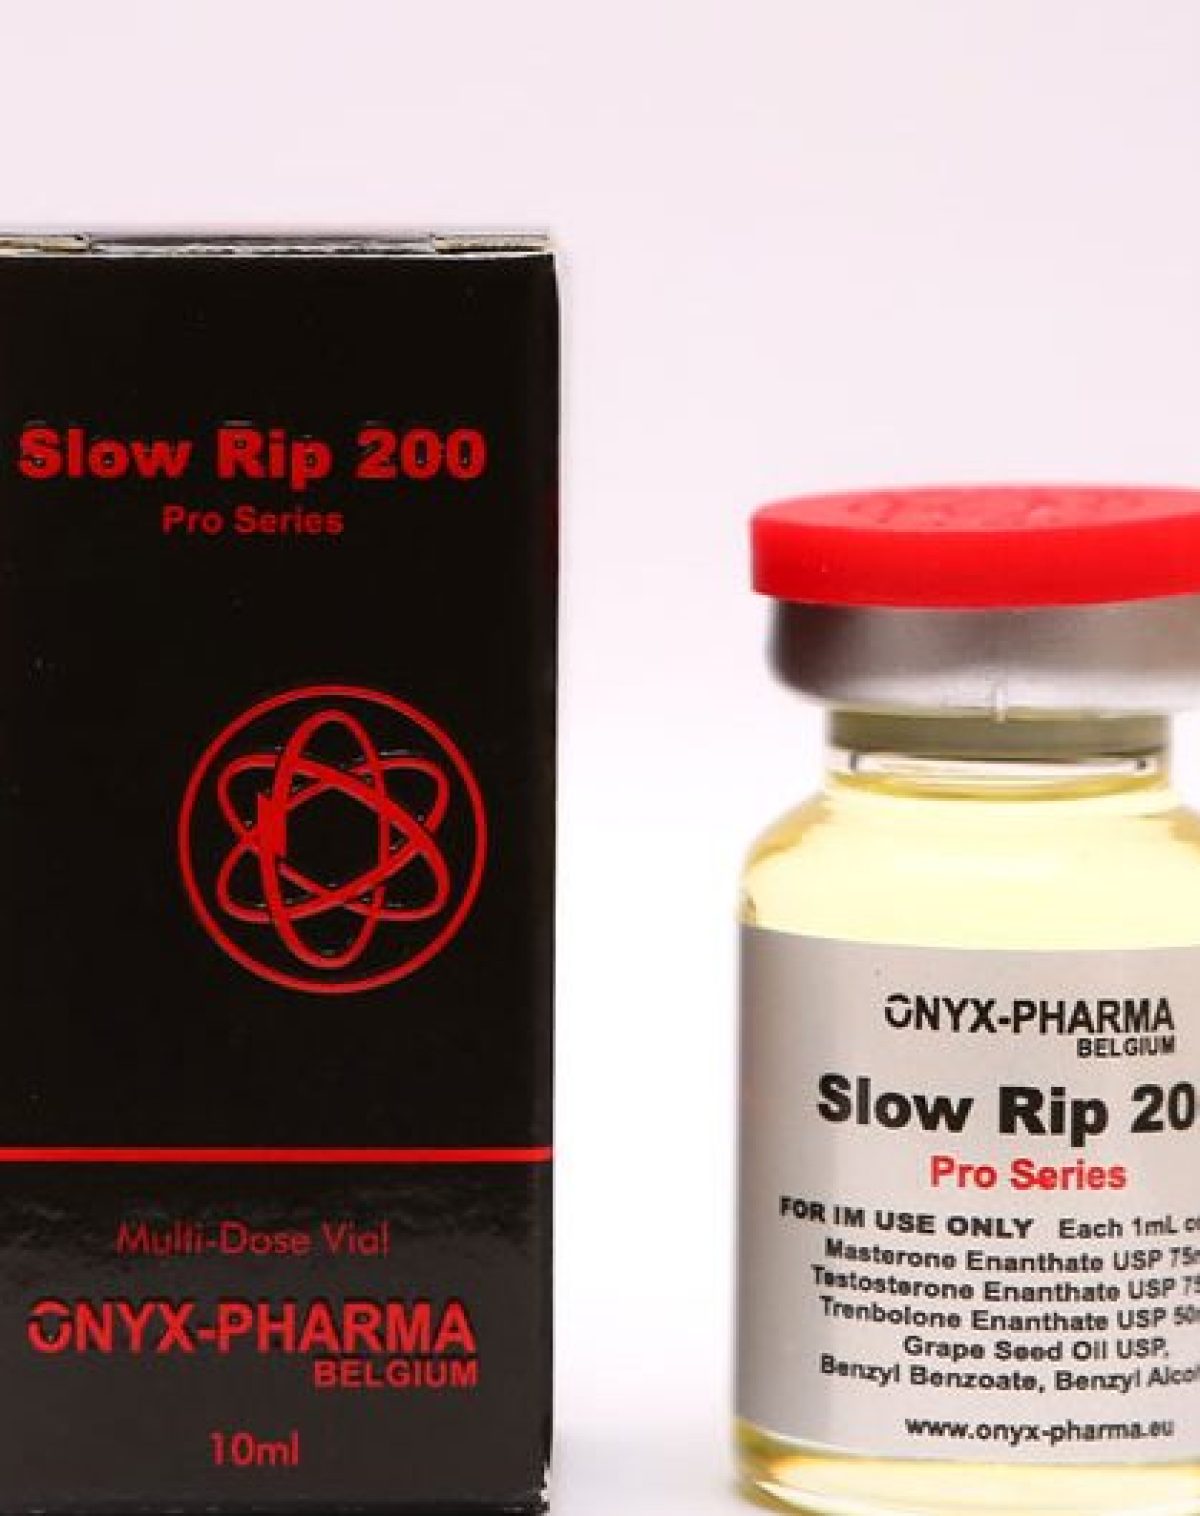 Slow Rip 200
Pro Series
Multi-Dose Vial
ONYX-PHARMA
BELGIUM
10ml
ONYX-PHARMA
BELGIUM
Slow Rip 20
Pro Series
FOR IM USE ONLY Each 1mL
Masterone Enanthate USP 75
Testosterone Enanthate USP
Trenbolone Enanthate USP 50
Grape Seed Oil USP.
Benzyl Benzoate, Benzyl
www.onyx-pharma.eu